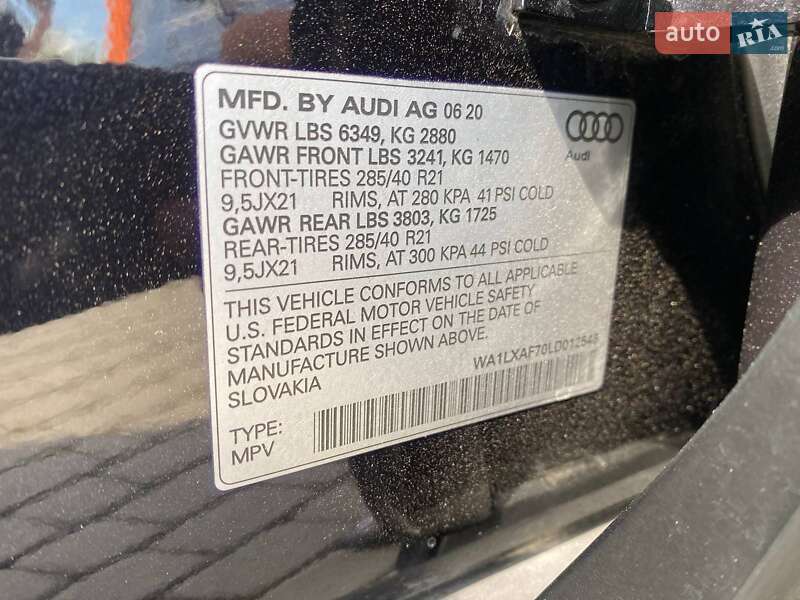 auto RIA .com
MFD. BY AUDI AG 06 20
GVWR LBS 6349, KG 2880
GAWR FRONT LBS 3241, KG 1470
FRONT-TIRES 285/40 R21
9,5JX21 RIMS, AT 280 KPA 41 PSI COLD
GAWR REAR LBS 3803, KG 1725
REAR-TIRES 285/40 R21
9,5JX21 RIMS, AT 300 KPA 44 PSI COLD
Audi
THIS VEHICLE CONFORMS TO ALL APPLICABLE
U.S. FEDERAL MOTOR VEHICLE SAFETY
STANDARDS IN EFFECT ON THE DATE OF
MANUFACTURE SHOWN ABOVE.
SLOVAKIA
WA1LXAF70LD012548
TYPE:
MPV